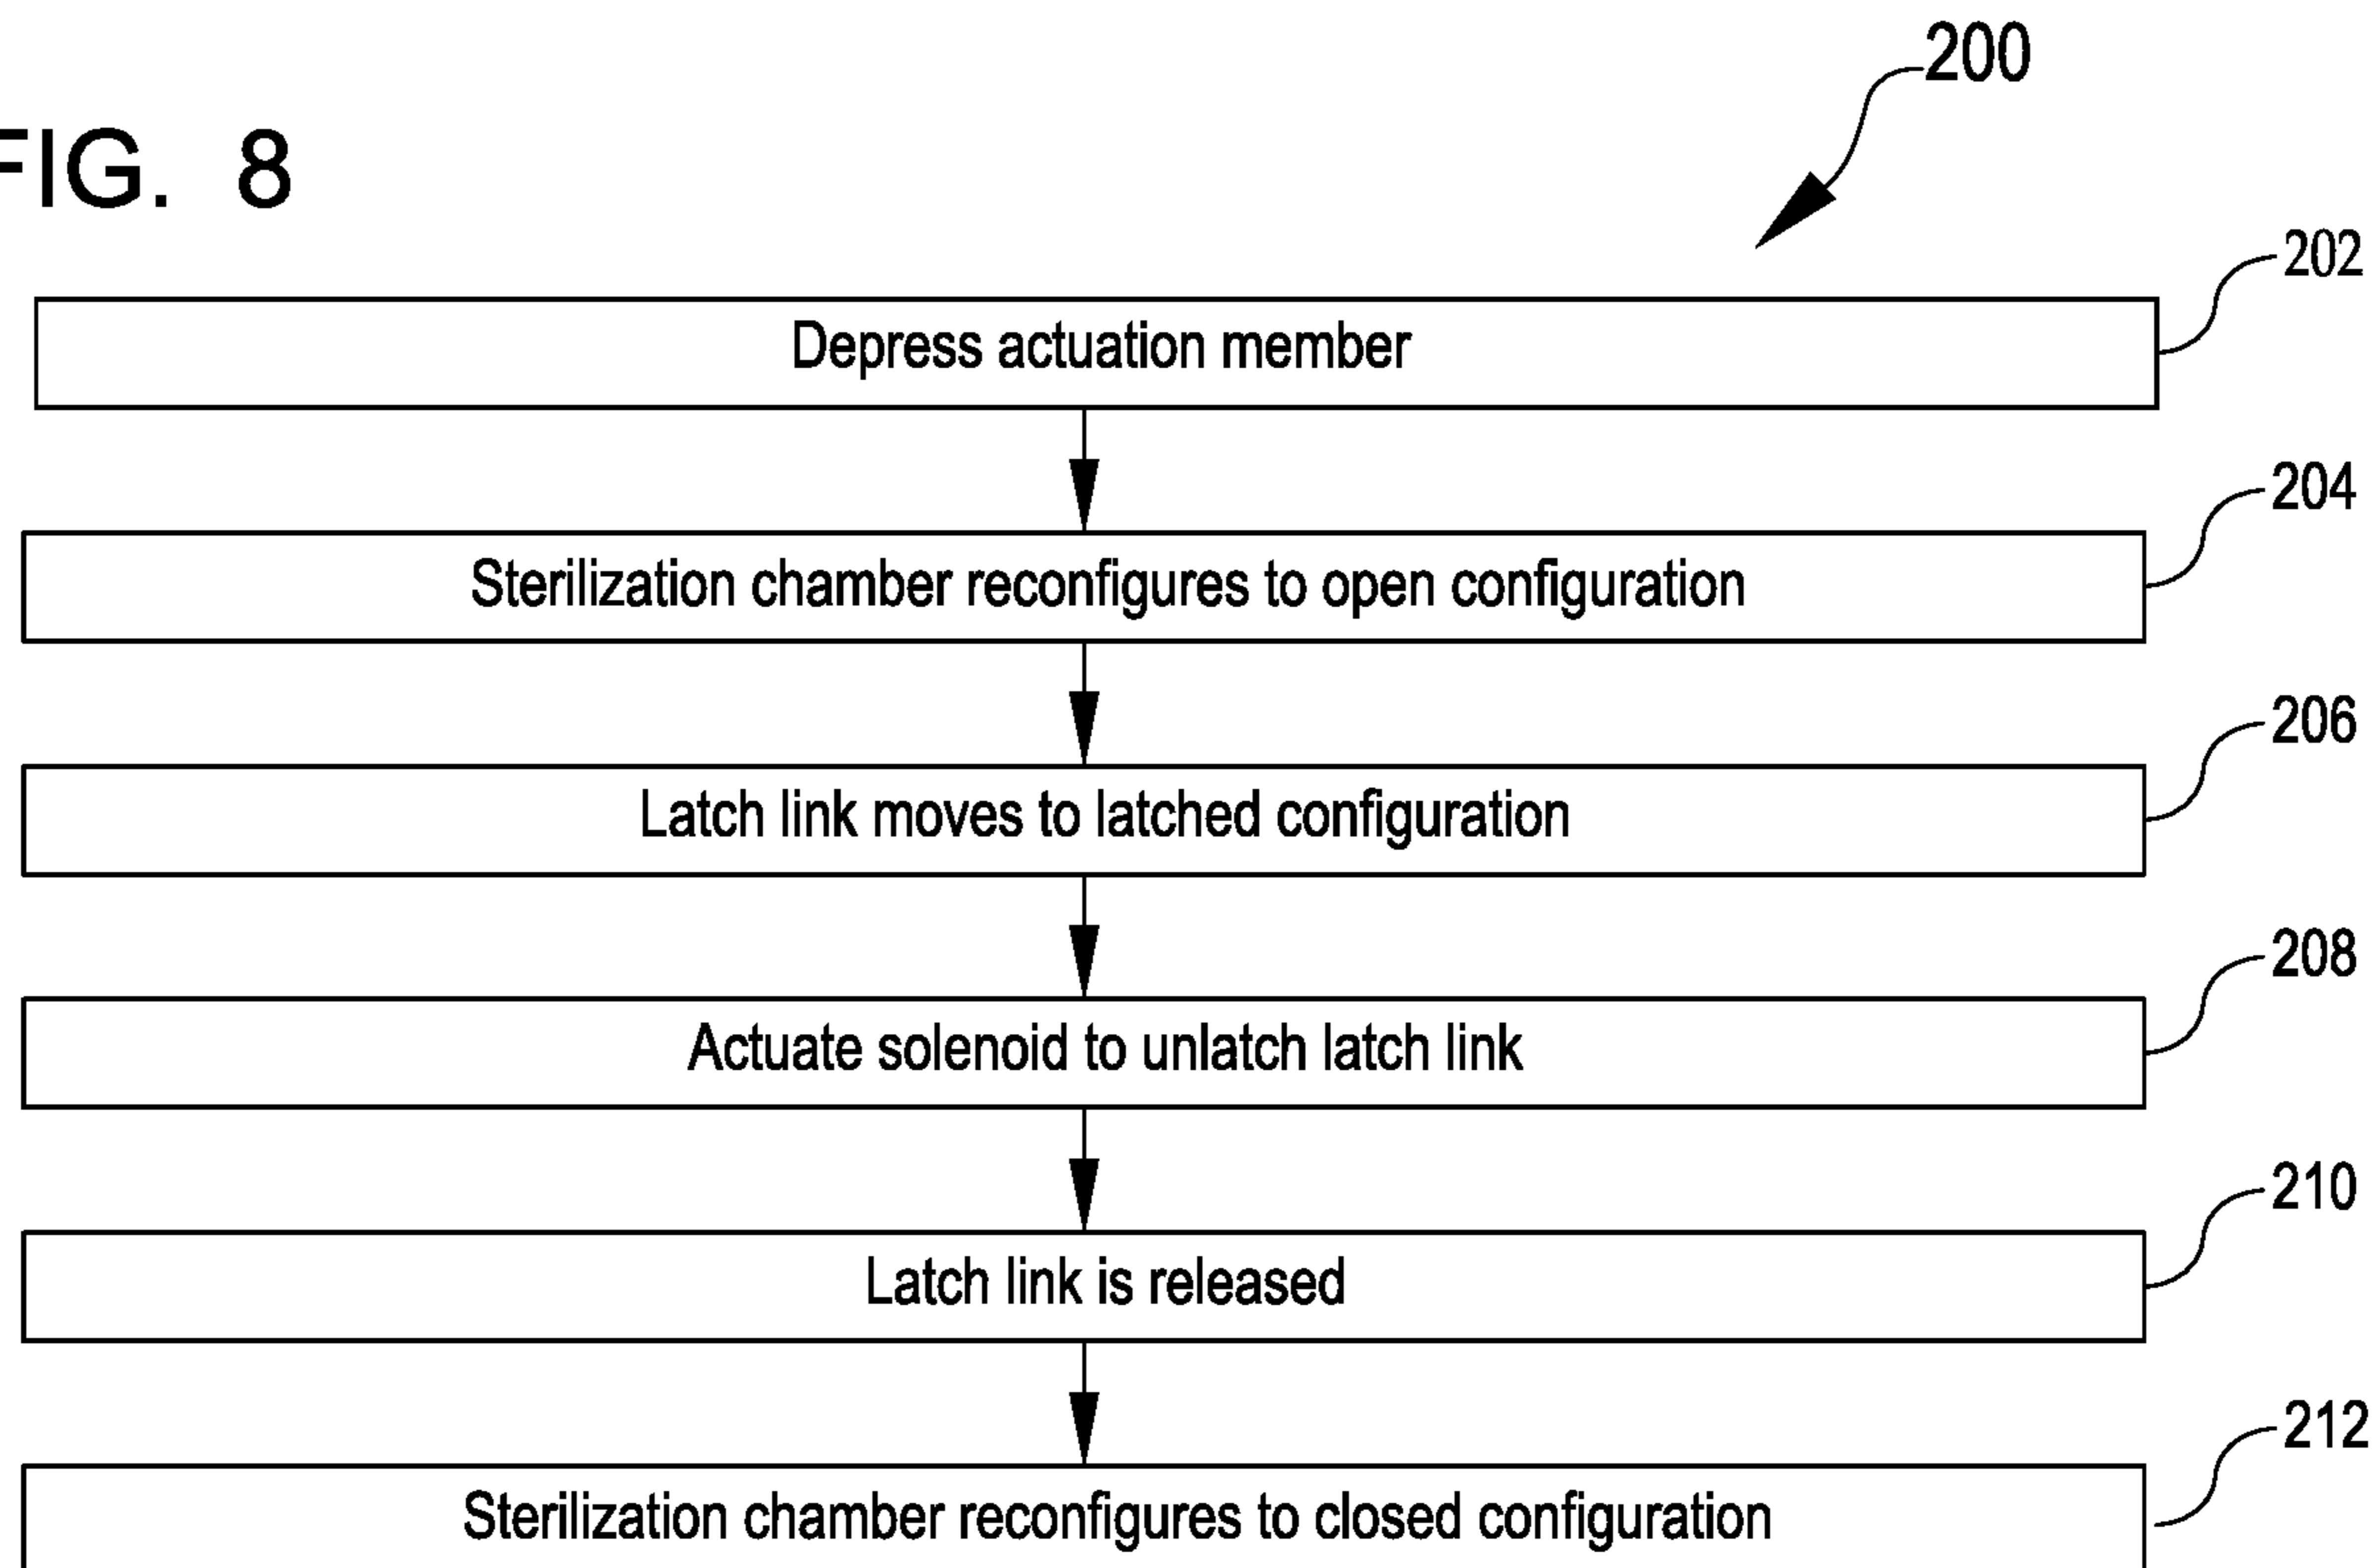 200
FIG. 8
202
Depress actuation member
204
Sterilization chamber reconfigures to open configuration
206
Latch link moves to latched configuration
208
Actuate solenoid to unlatch latch link
210
Latch link is released
212
Sterilization chamber reconfigures to closed configuration